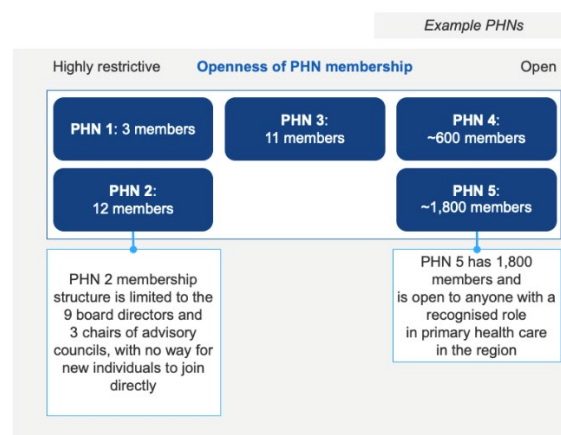 Example PHNs
Highly restrictive
Openness of PHN membership
Open
PHN 1: 3 members
PHN 3:
11 members
PHN 4:
~600 members
PHN 2:
12 members
PHN 5:
~1,800 members
PHN 2 membership
structure is limited to the
9 board directors and
3 chairs of advisory
councils, with no way for
new individuals to join
directly
PHN 5 has 1,800
members and
is open to anyone with a
recognised role
in primary health care
in the region